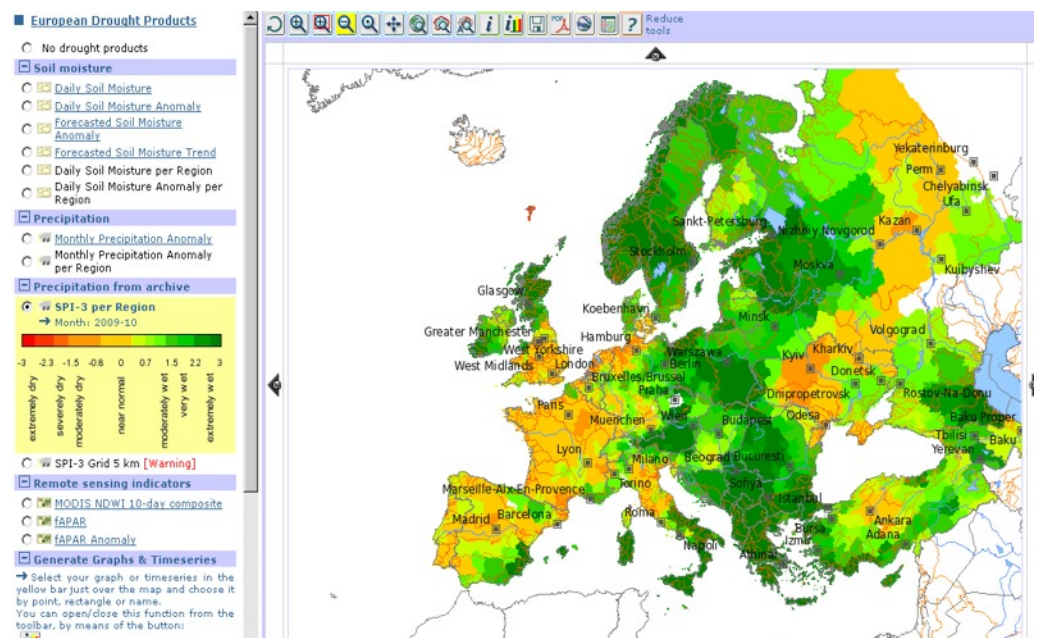 European Drought Products
No drought products
Soil moisture
Daily Soil Moisture
Daily Soil Moisture Anomaly
Forecasted Soil Moisture
Anomaly
Forecasted Soil Moisture Trend
Daily Soil Moisture per Region
Daily Soil Moisture Anomaly per
Region
Precipitation
Monthly Precipitation Anomaly
Monthly Precipitation Anomaly
per Region
Precipitation from archive
SPI-3 per Region
Month: 2009-10
-3 -2.3 -1.5 -0.8 0.7 1.5 2.2 3
extremely dry
severely dry
moderately dry
near normal
moderately wet
very wet
extremely wet
SPI-3 Grid 5 km [Warning]
Remote sensing indicators
MODIS NDWI 10-day composite
fAPAR
fAPAR Anomaly
Generate Graphs & Timeseries
Select your graph or timeseries in the
yellow bar just over the map and choose it
by point, rectangle or name.
You can open/close this function from the
toolbar, by means of the button:
Reduce
tools
Yekaterinburg
Perm
Chelyabinsk
Ufa
Sankt-Petersburg
Kazan
Nizhniy Novgorod
Stockholm
Moskva
Kuibyshev
Glasgow
Koebenhavn
Minsk
Greater Manchester
Hamburg
Volgograd
West Yorkshire
Warszawa
Kyiv
Kharkiv
West Midlands
London
Berlin
Donetsk
Bruxelles/Brussel
Praha
Dnipropetrovsk
Rostov-Na-Donu
Paris
Muenchen
Wien
Budapest
Odesa
Baku Proper
Tbilisi
Baku
Lyon
Milano
Beograd
Bucuresti
Yerevan
Torino
Marseille-Aix-En-Provence
Sofiya
Istanbul
Madrid
Barcelona
Roma
Bursa
Ankara
Napoli
Izmir
Adana
Athinai